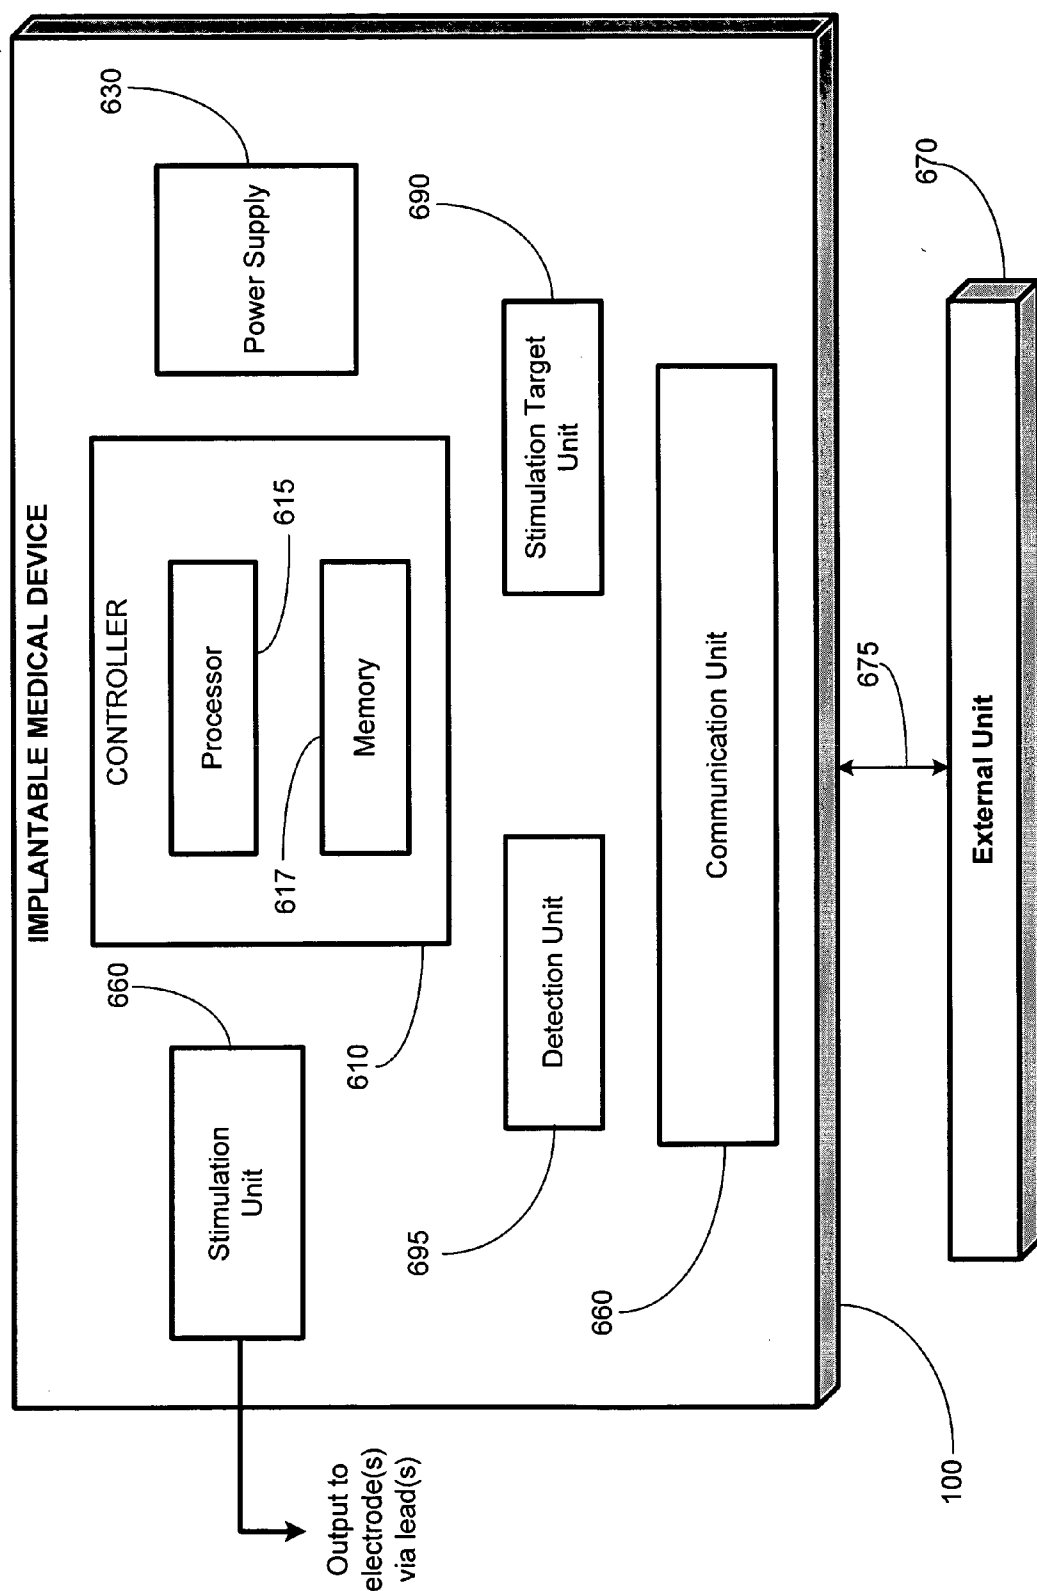 IMPLANTABLE MEDICAL DEVICE
660
Stimulation
Unit
Output to
electrode(s)
via lead(s)
CONTROLLER
Processor
615
617
Memory
610
630
Power Supply
695
Detection Unit
690
Stimulation Target
Unit
660
Communication Unit
100
675
External Unit
670